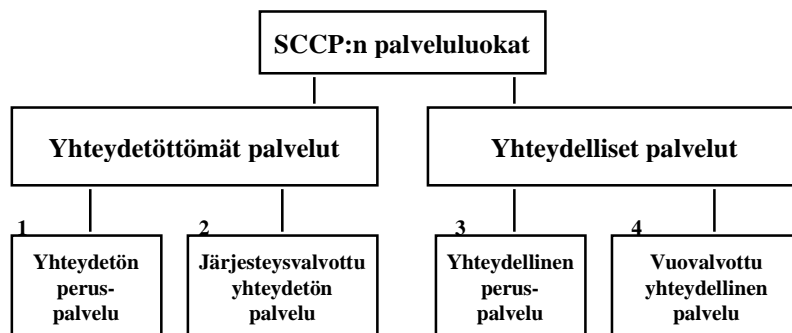 SCCP:n palveluluokat
Yhteydetöttömät palvelut
Yhteydelliset palvelut
1
Yhteydetön
perus-
palvelu
2
Järjesteysvalvottu
yhteydetön
palvelu
3
Yhteydellinen
perus-
palvelu
4
Vuovalvottu
yhteydellinen
palvelu